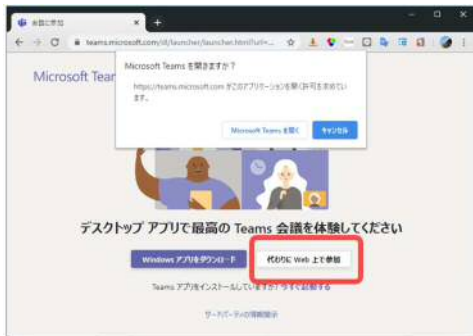 会議に参加
teams.microsoft.com/dl/launcher/launcher.html?url=...
Microsoft Teams を開きますか？
https://teams.microsoft.com がこのアプリケーションを開く許可を求めてい
ます。
Microsoft Teams を開く
キャンセル
Microsoft Tear
デスクトップ アプリで最高の Teams 会議を体験してください
Windows アプリをダウンロード
代わりに Web 上で参加
Teams アプリをインストールしていますか? 今すぐ起動する
サードパーティの情報開示